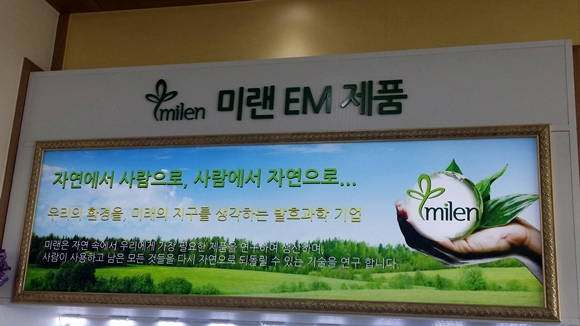 milen 미랜 EM 제품
자연에서 사람으로, 사람에서 자연으로...
우리의 환경을, 미래의 지구를 생각하는 발효과학 기업
milen
미랜은 자연 속에서 우리에게 가장 필요한 제품을 연구하며 생산하며,
사람이 사용하고 남은 모든 것들을 다시 자연으로 되돌릴 수 있는 기술을 연구 합니다.